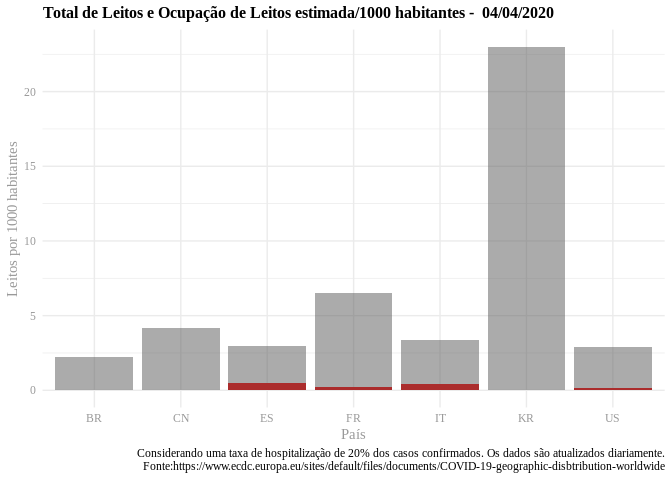 Total de Leitos e Ocupação de Leitos estimada/1000 habitantes - 04/04/2020
Leitos por 1000 habitantes
20
15
10
5
0
BR CN ES FR IT KR US
País
Considerando uma taxa de hospitalização de 20% dos casos confirmados. Os dados são atualizados diariamente.
Fonte:https://www.ecdc.europa.eu/sites/default/files/documents/COVID-19-geographic-disbtribution-worldwide